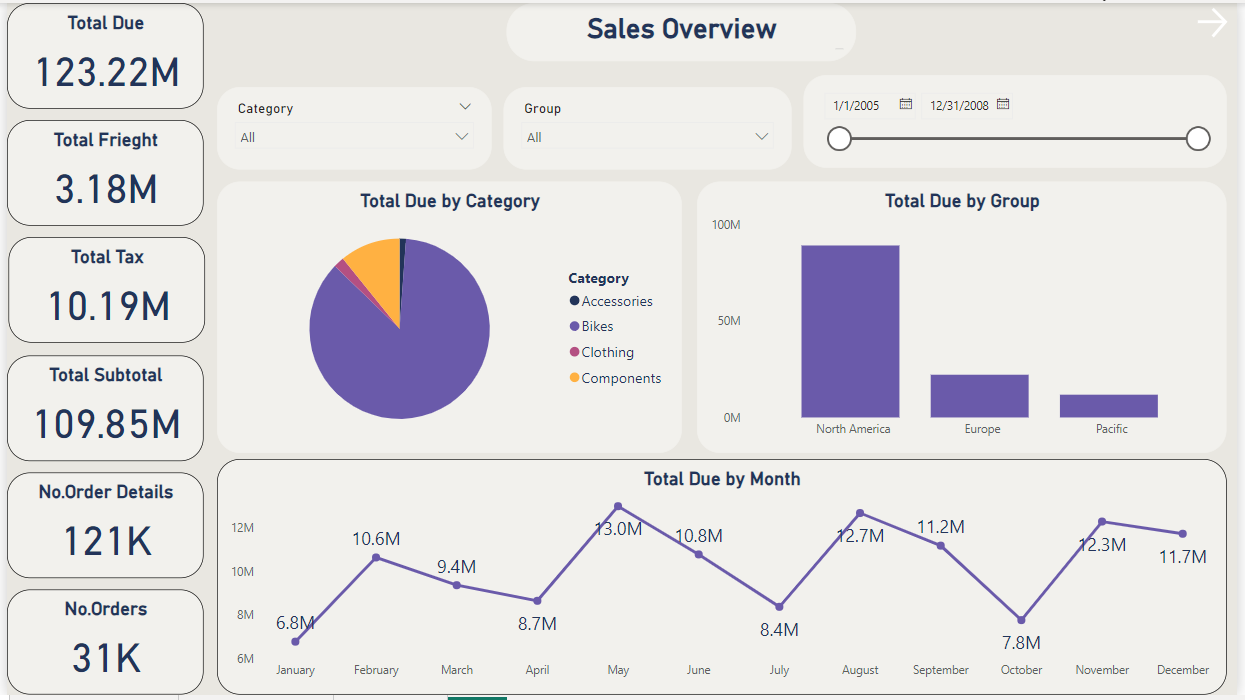 Total Due
123.22M
Total Frieght
3.18M
Total Tax
10.19M
Total Subtotal
109.85M
No.Order Details
121K
No.Orders
31K
Sales Overview
Category
All
Group
All
1/1/2005
12/31/2008
Total Due by Category
Category
Accessories
Bikes
Clothing
Components
Total Due by Group
100M
50M
0M
North America
Europe
Pacific
Total Due by Month
12M
10M
8M
6M
6.8M
10.6M
9.4M
8.7M
13.0M
10.8M
8.4M
12.7M
11.2M
7.8M
12.3M
11.7M
January
February
March
April
May
June
July
August
September
October
November
December